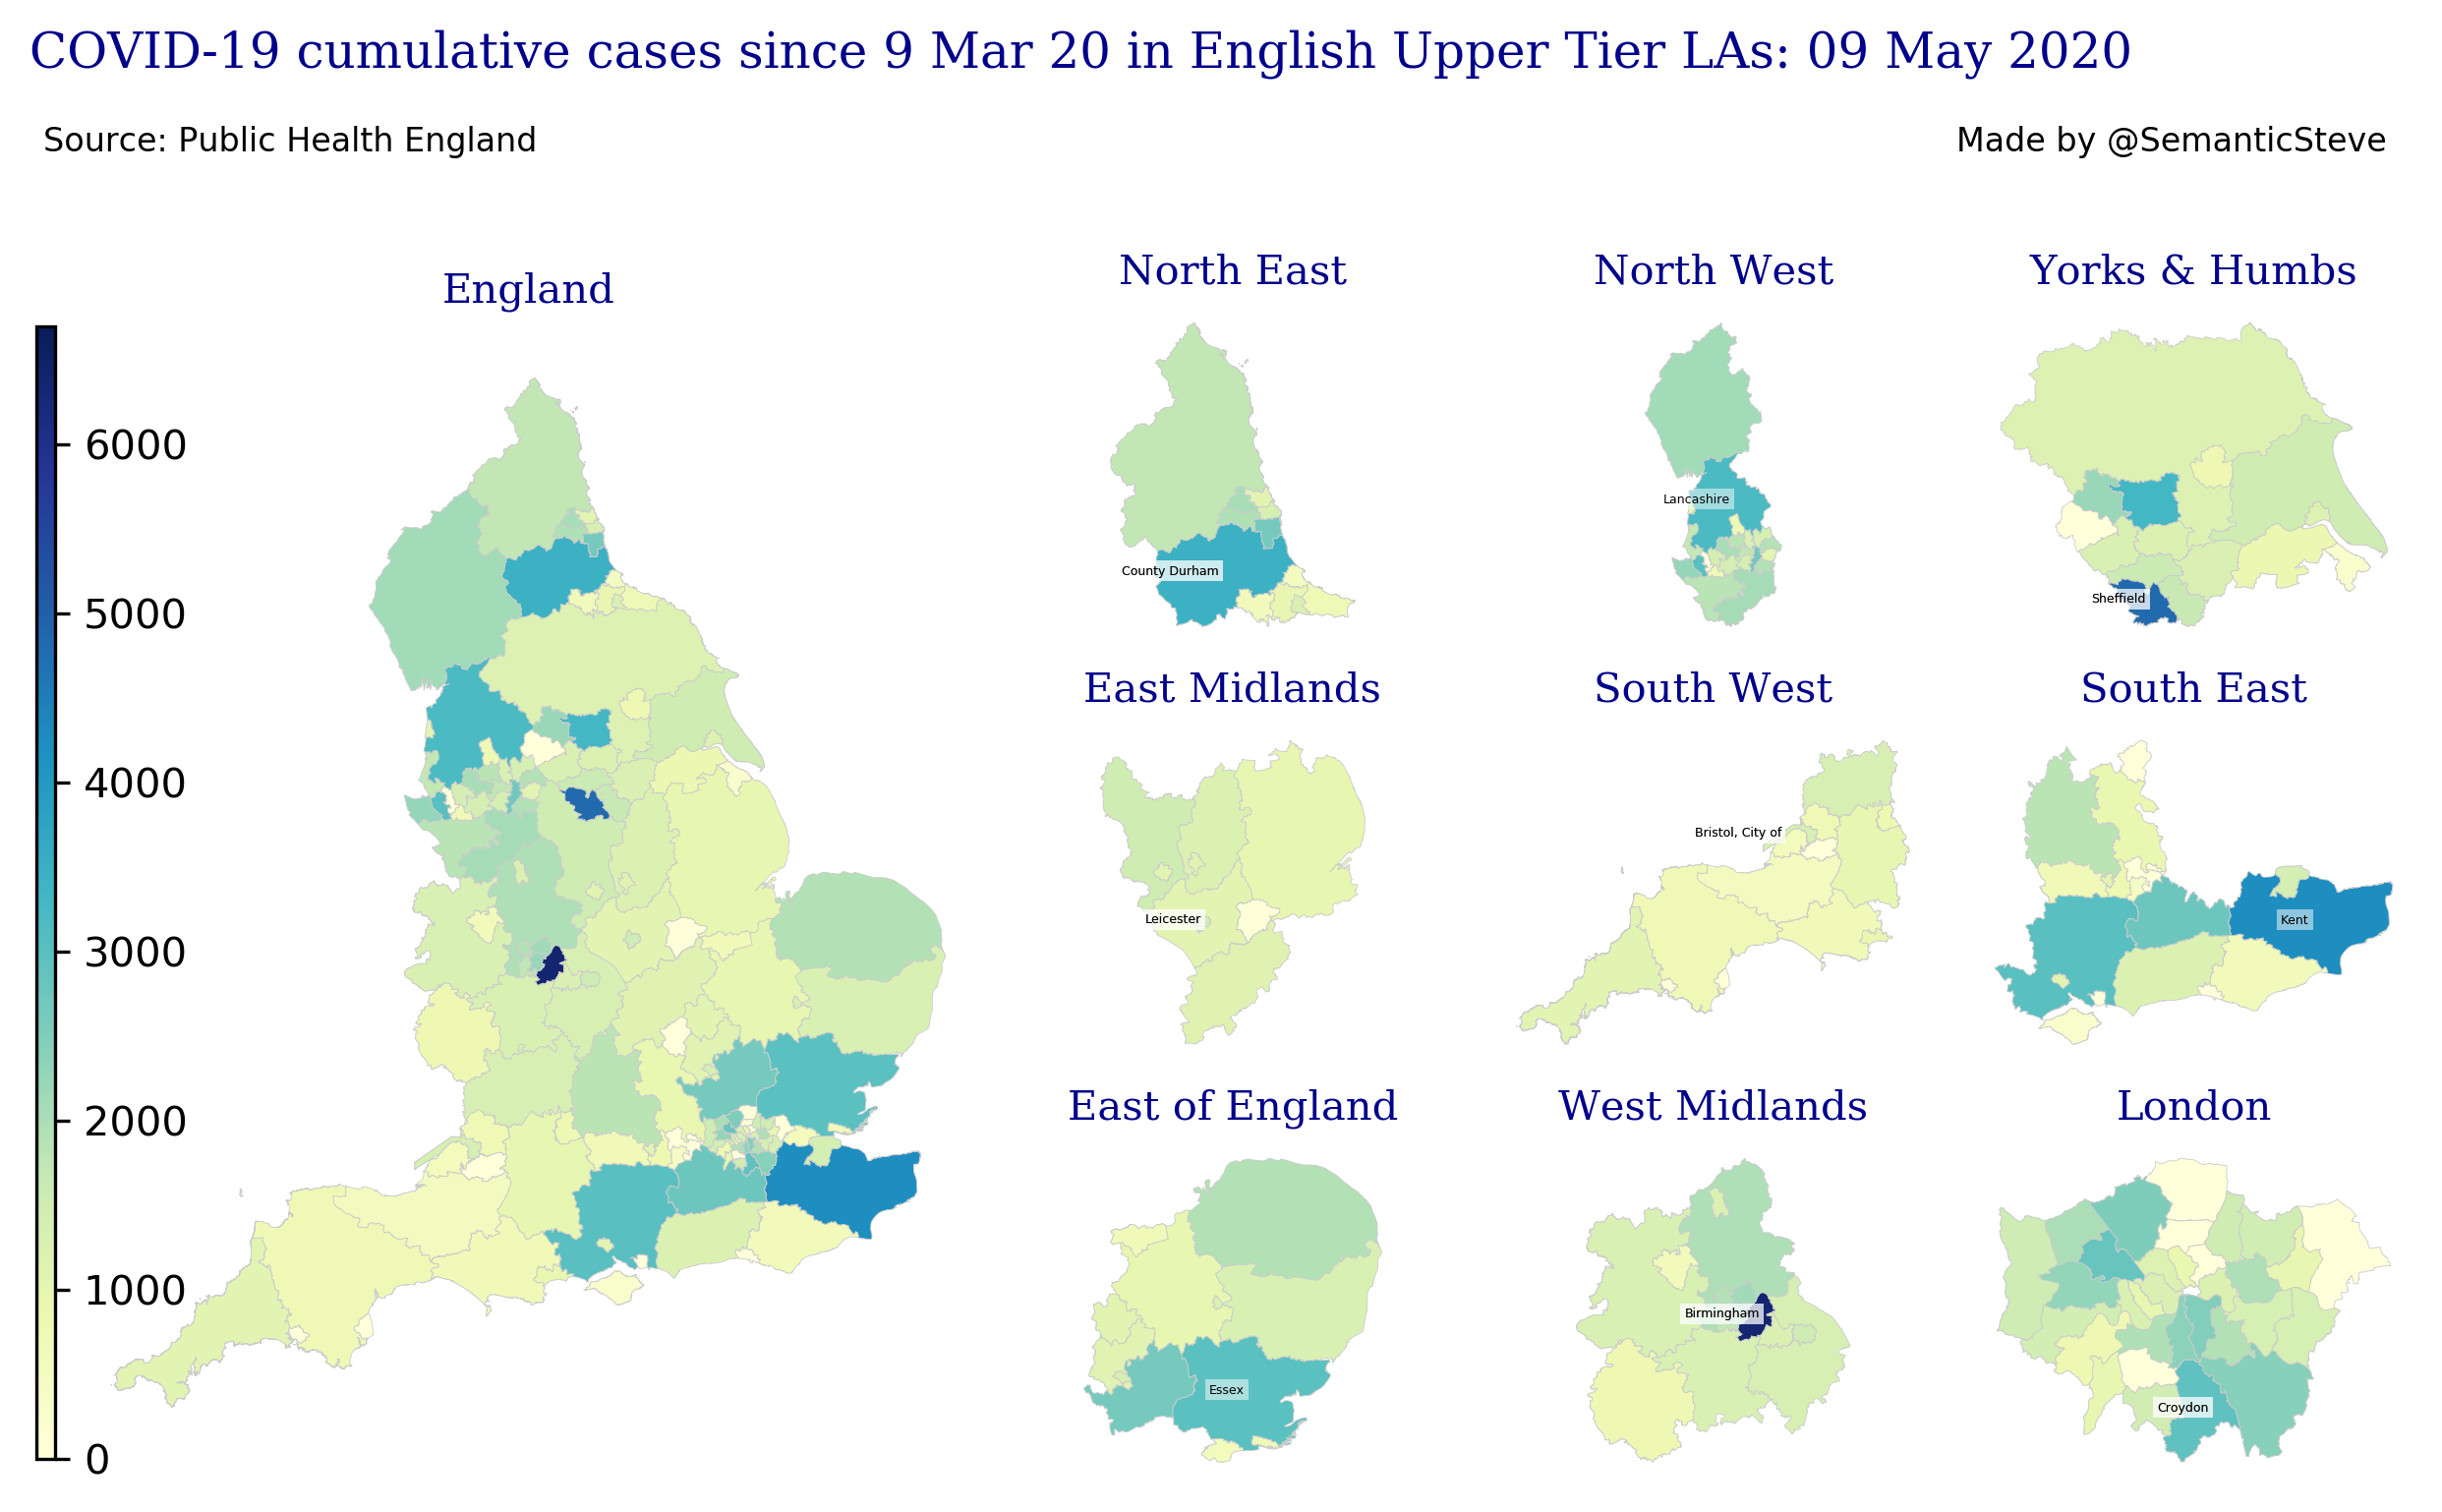 COVID-19 cumulative cases since 9 Mar 20 in English Upper Tier LAs: 09 May 2020
Source: Public Health England
Made by @SemanticSteve
England
6000
5000
4000
3000
2000
1000
0
North East
County Durham
North West
Lancashire
Yorks & Humbs
Sheffield
East Midlands
Leicester
South West
Bristol, City of
South East
Kent
East of England
Essex
West Midlands
Birmingham
London
Croydon